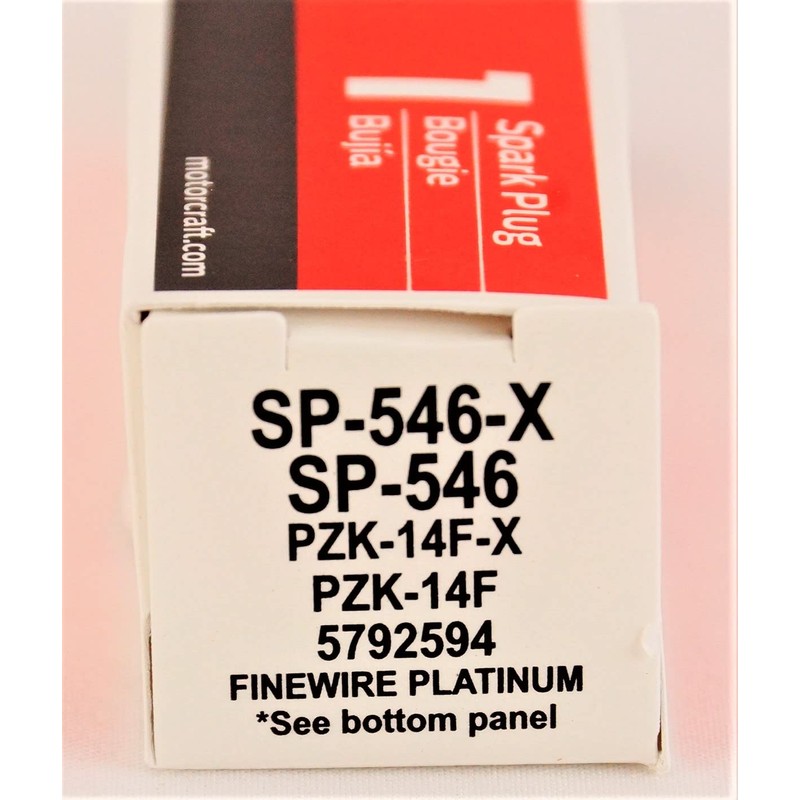 1
Spark Plug
Bougie
Bujía
motorcraft.com
SP-546-X
SP-546
PZK-14F-X
PZK-14F
5792594
FINEWIRE PLATINUM
*See bottom panel